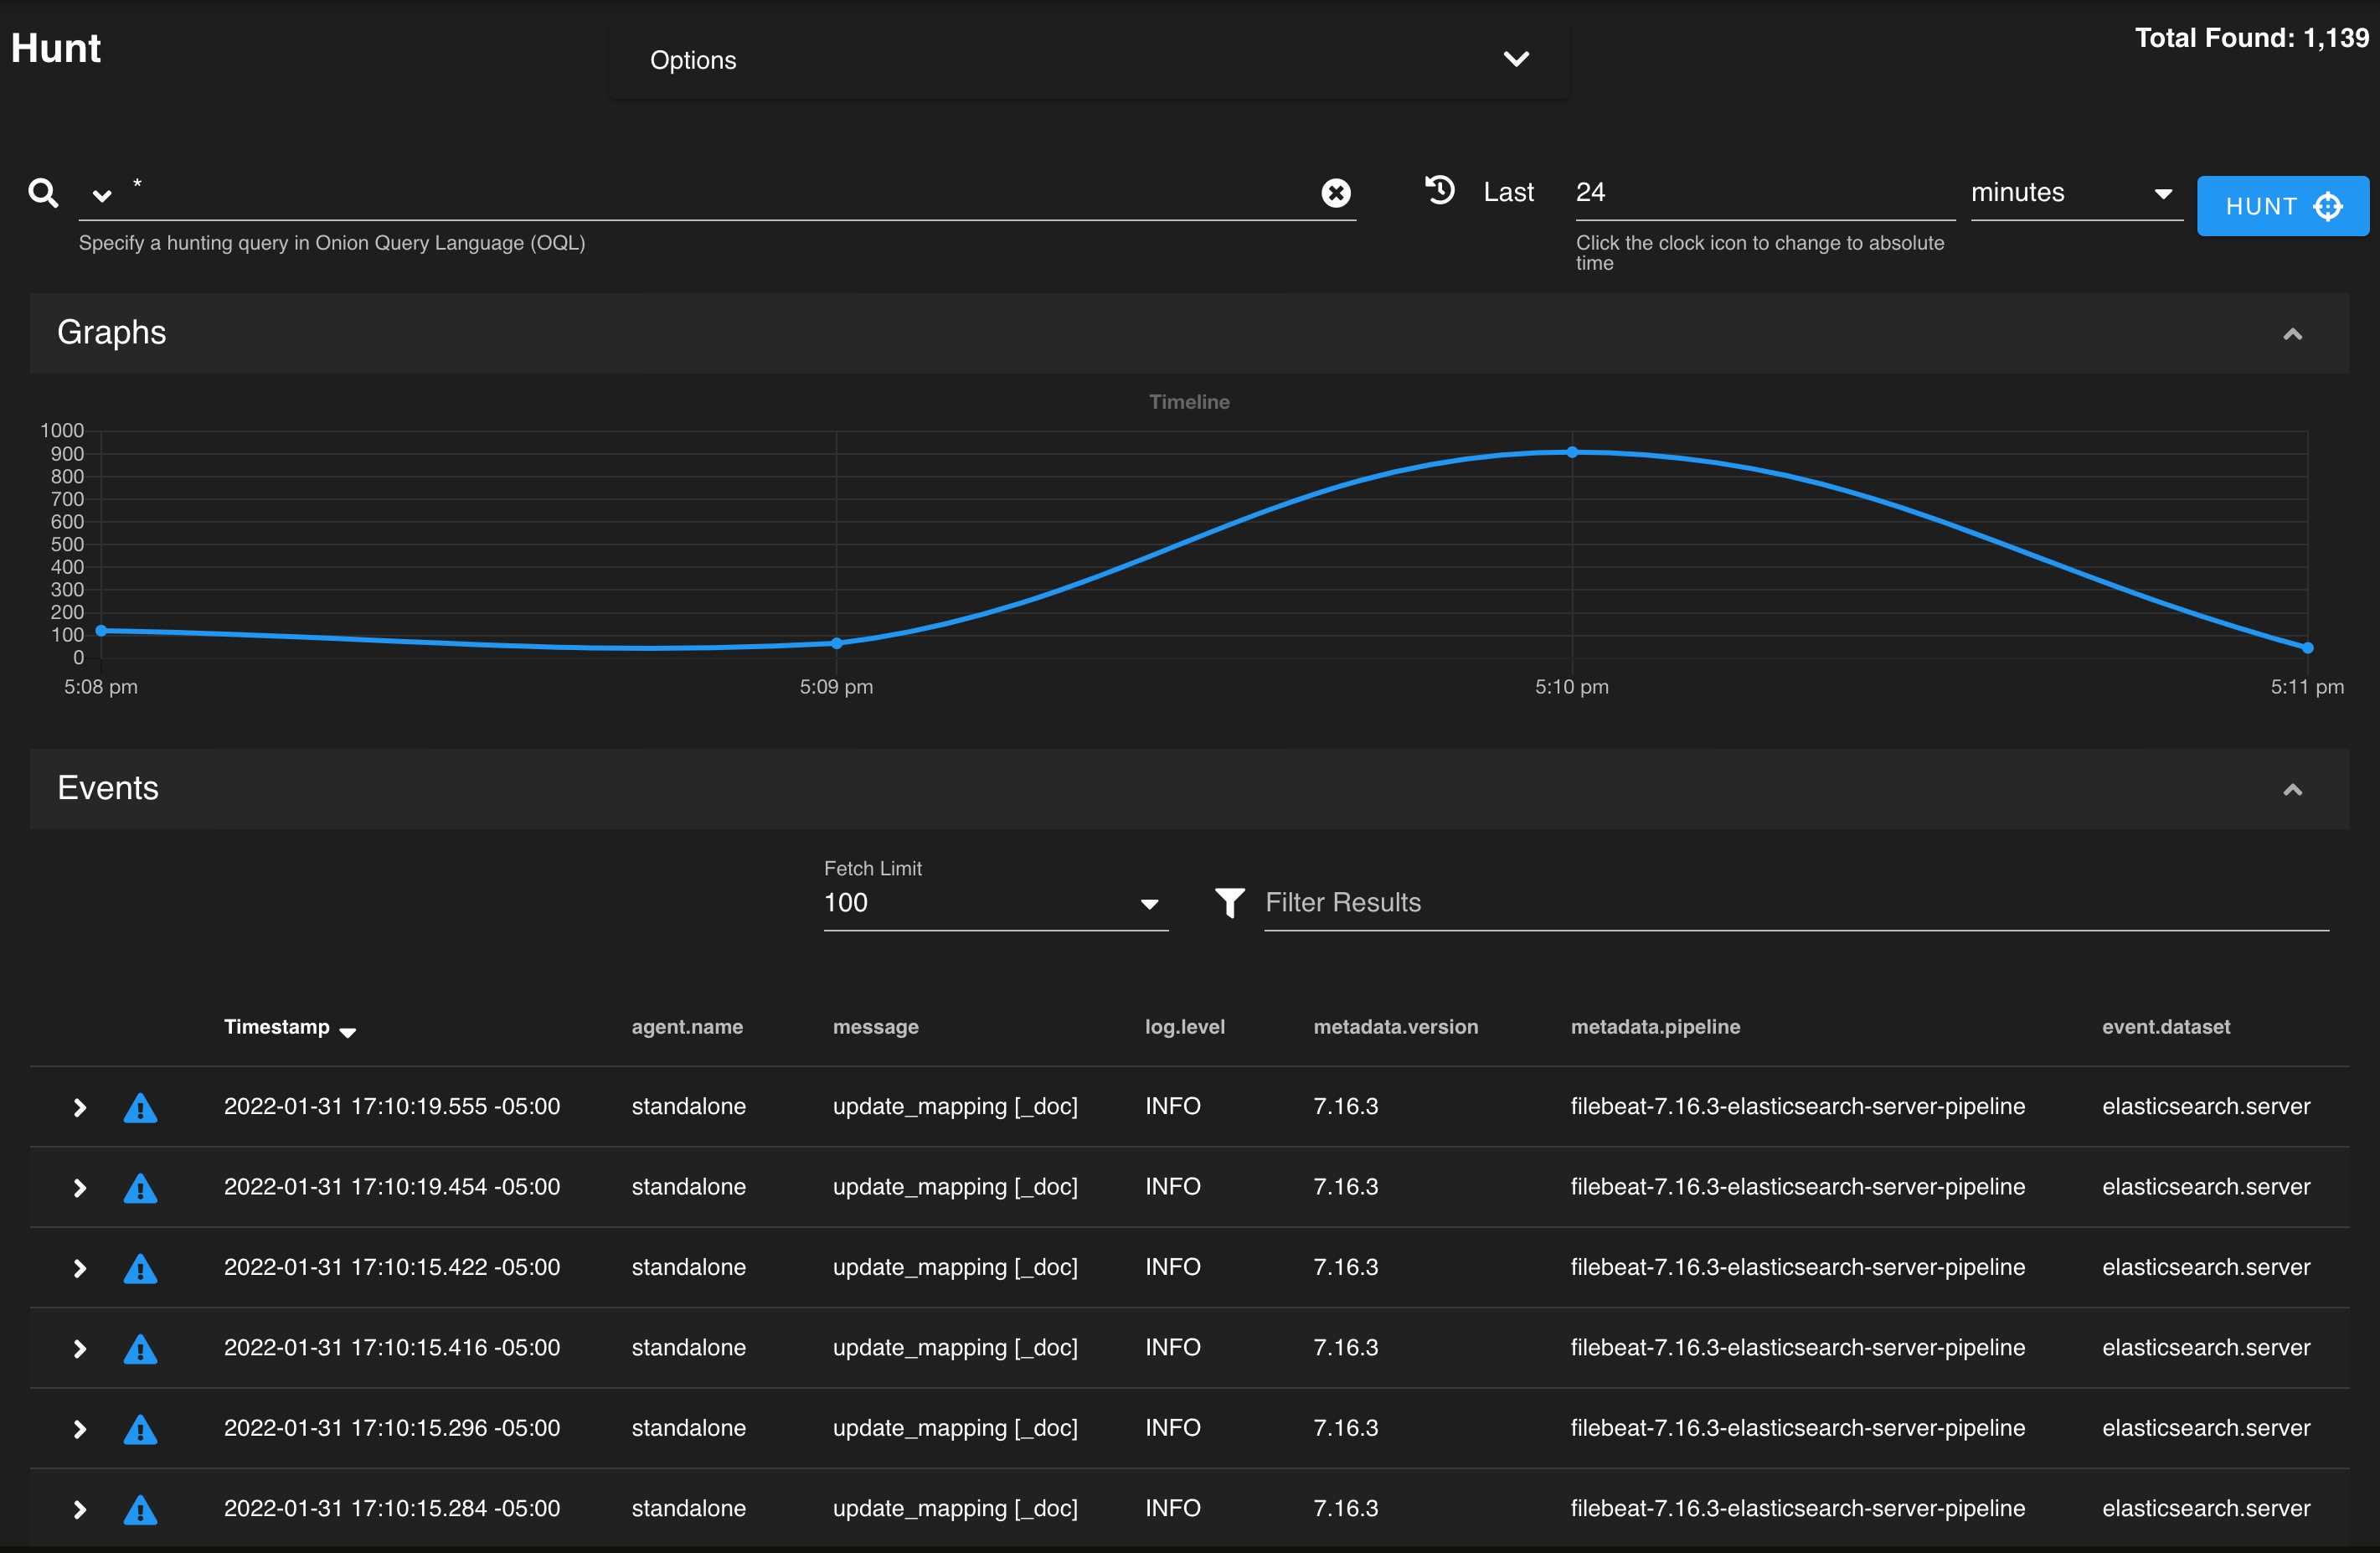 Hunt
Options
Total Found: 1,139
*
Last 24 minutes
HUNT
Specify a hunting query in Onion Query Language (OQL)
Click the clock icon to change to absolute
time
Graphs
Timeline
1000
900
800
700
600
500
400
300
200
100
0
5:08 pm 5:09 pm 5:10 pm 5:11 pm
Events
Fetch Limit
100
Filter Results
Timestamp agent.name message log.level metadata.version metadata.pipeline event.dataset
2022-01-31 17:10:19.555 -05:00 standalone update_mapping [_doc] INFO 7.16.3 filebeat-7.16.3-elasticsearch-server-pipeline elasticsearch.server
2022-01-31 17:10:19.454 -05:00 standalone update_mapping [_doc] INFO 7.16.3 filebeat-7.16.3-elasticsearch-server-pipeline elasticsearch.server
2022-01-31 17:10:15.422 -05:00 standalone update_mapping [_doc] INFO 7.16.3 filebeat-7.16.3-elasticsearch-server-pipeline elasticsearch.server
2022-01-31 17:10:15.416 -05:00 standalone update_mapping [_doc] INFO 7.16.3 filebeat-7.16.3-elasticsearch-server-pipeline elasticsearch.server
2022-01-31 17:10:15.296 -05:00 standalone update_mapping [_doc] INFO 7.16.3 filebeat-7.16.3-elasticsearch-server-pipeline elasticsearch.server
2022-01-31 17:10:15.284 -05:00 standalone update_mapping [_doc] INFO 7.16.3 filebeat-7.16.3-elasticsearch-server-pipeline elasticsearch.server